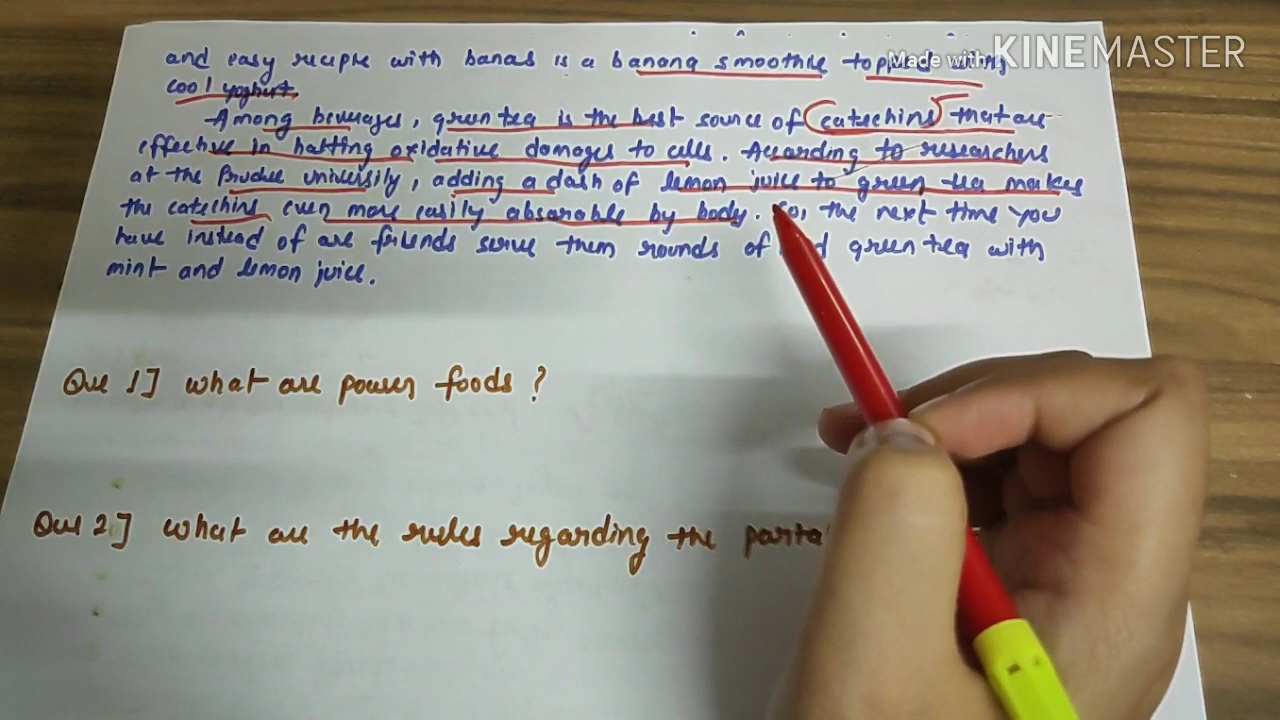 Made with KINEMASTER
and easy recipie with banas is a banana smoothie topped with
cool yoghurt.
Among beverages, green tea is the best source of (catechins) that are
effective in hatting oxidative damages to cells. According to researchers
at the Prudue university, adding a dash of lemon juice to green tea makes
the catechins even more easily absarable by body. So, the next time you
have instead of are friends serve them rounds of green tea with
mint and lemon juice.
Que 1] what are power foods ?
Que 2] what are the rules regarding the